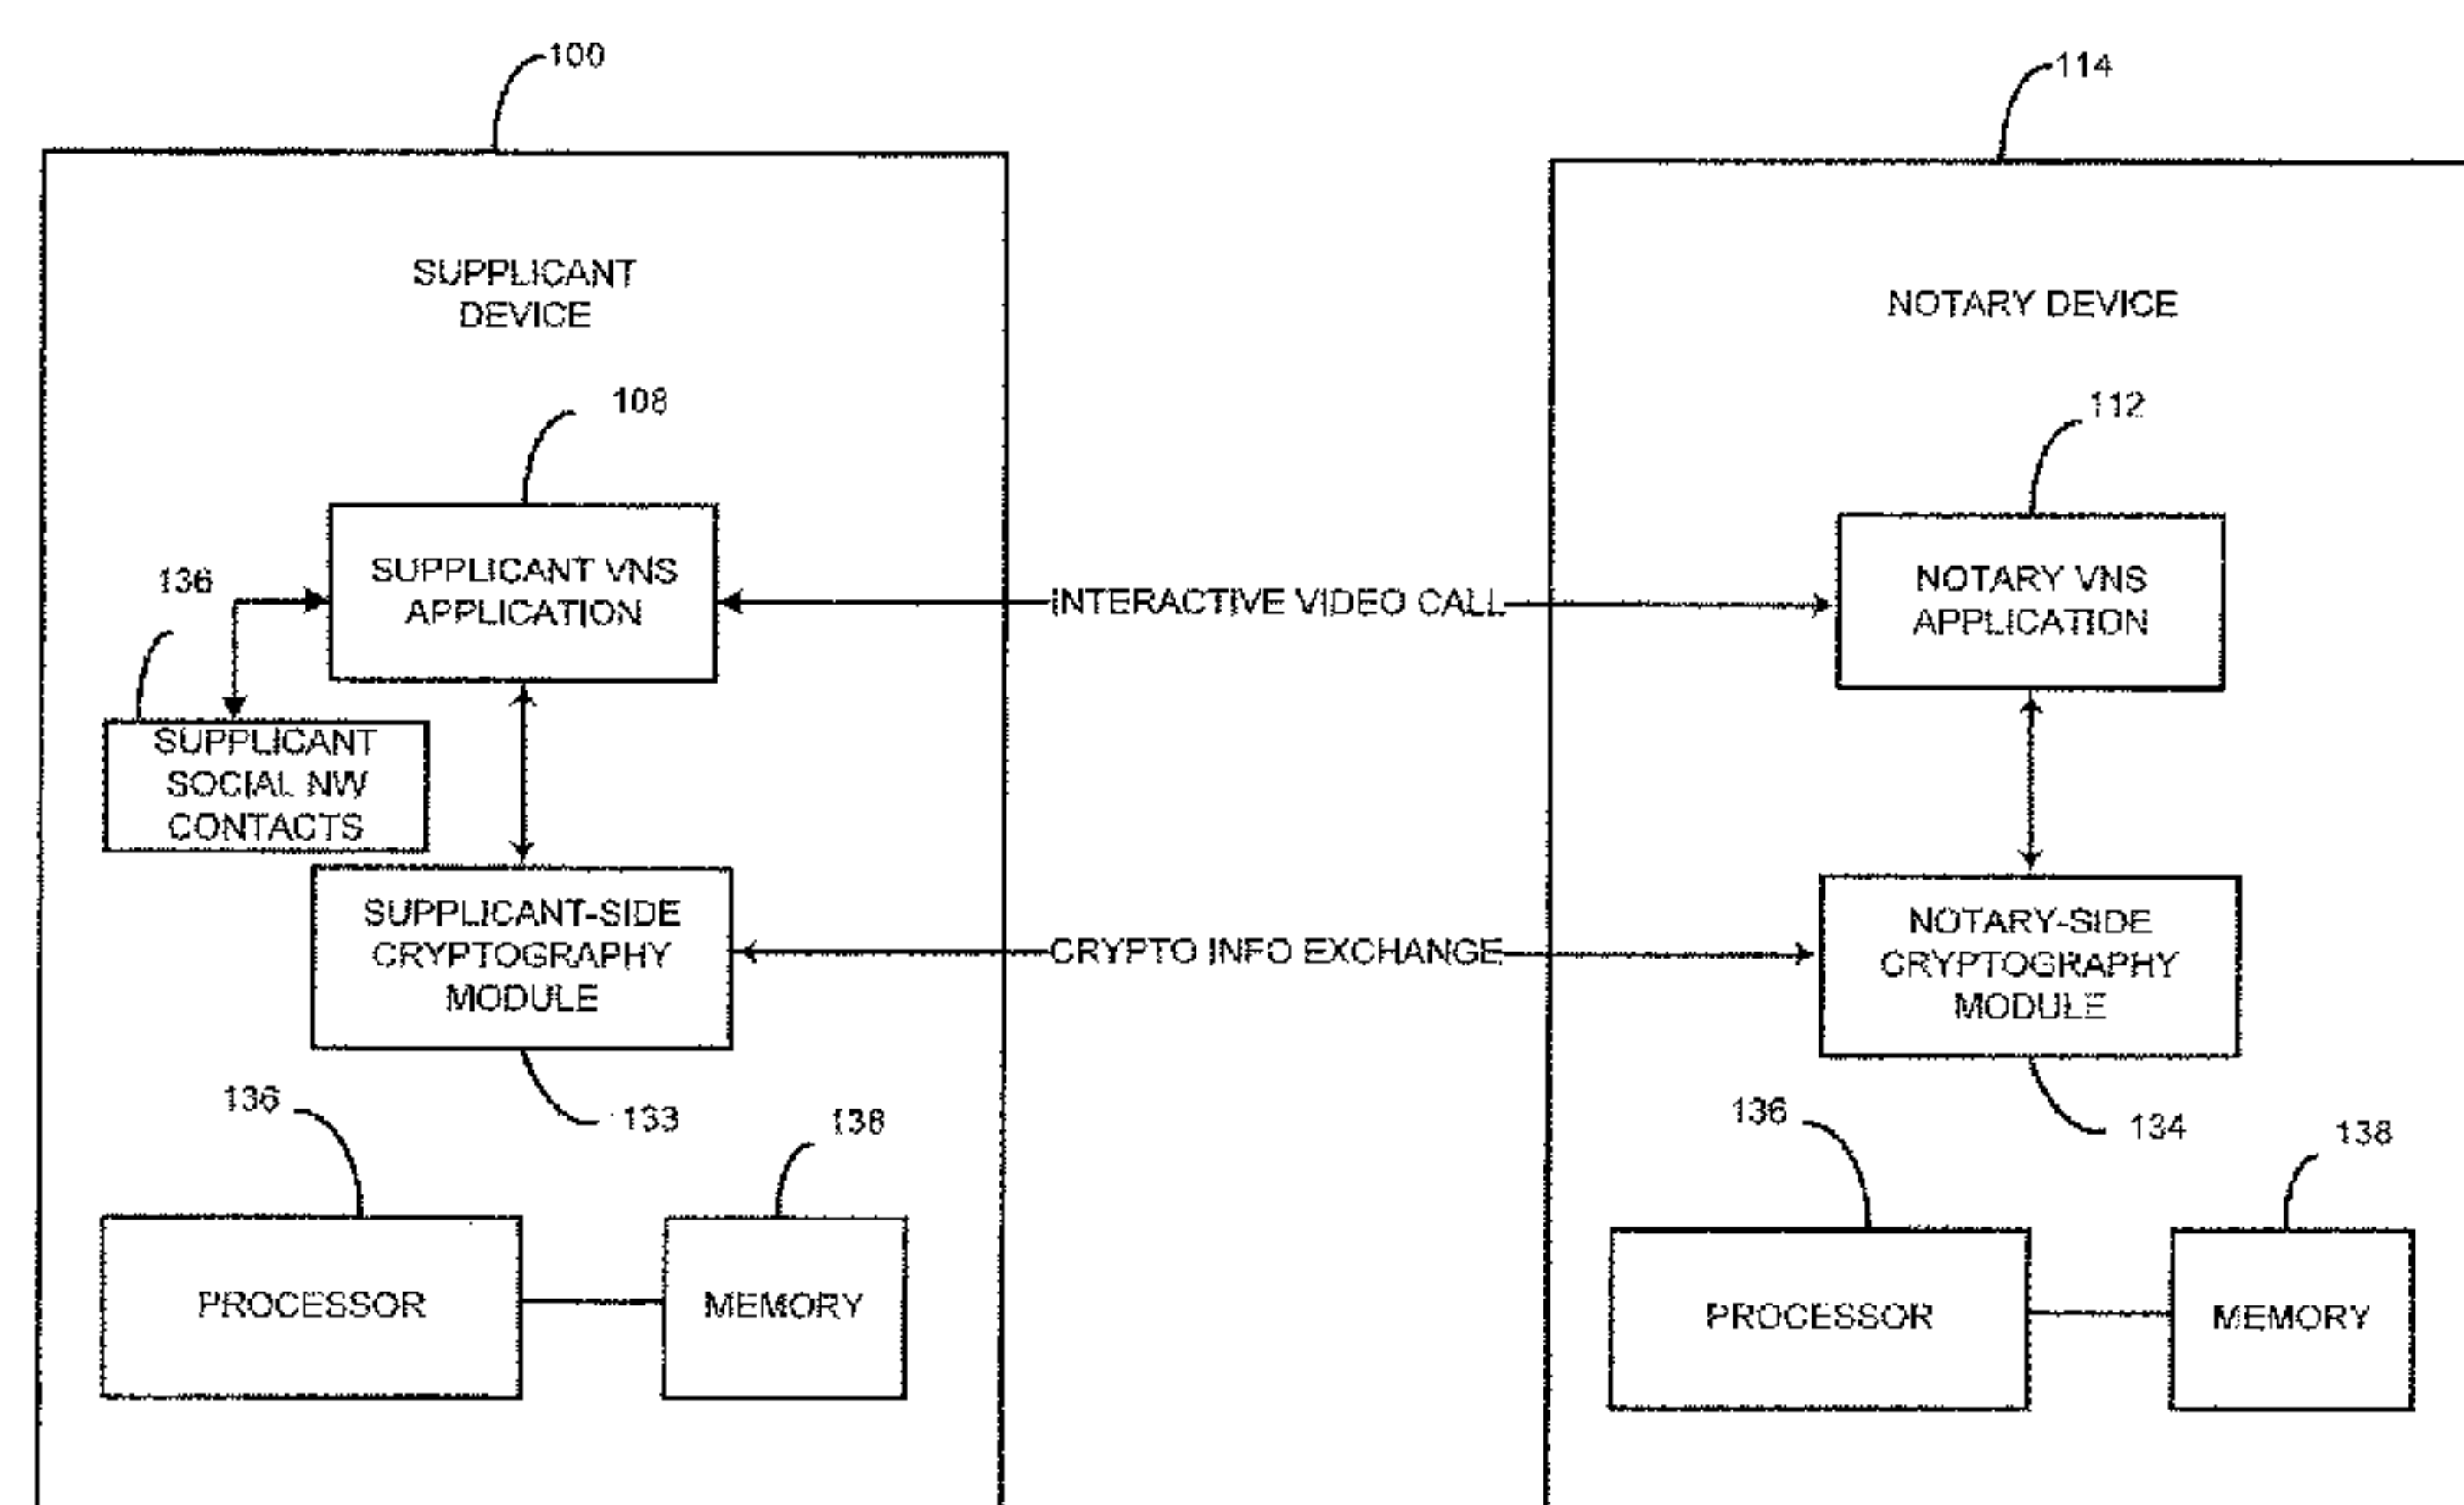 100
114
SUPPLICANT
DEVICE
NOTARY DEVICE
108
112
136
SUPPLICANT VNS
APPLICATION
INTERACTIVE VIDEO CALL
NOTARY VNS
APPLICATION
SUPPLICANT
SOCIAL NW
CONTACTS
SUPPLICANT-SIDE
CRYPTOGRAPHY
MODULE
CRYPTO INFO EXCHANGE
NOTARY-SIDE
CRYPTOGRAPHY
MODULE
136
133
138
136
134
138
PROCESSOR
MEMORY
PROCESSOR
MEMORY